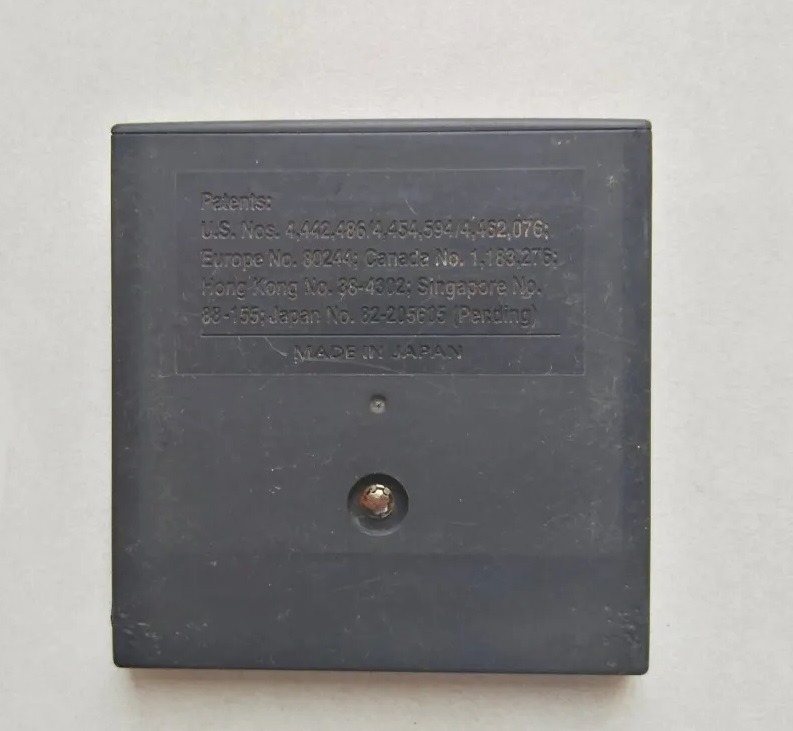 Patents:
U.S. Nos. 4,442,486/4,454,594/4,462,076;
Europe No. 80244; Canada No. 1,183,276;
Hong Kong No. 88-4302; Singapore No.
88-155; Japan No. 82-205605 (Pending)
MADE IN JAPAN